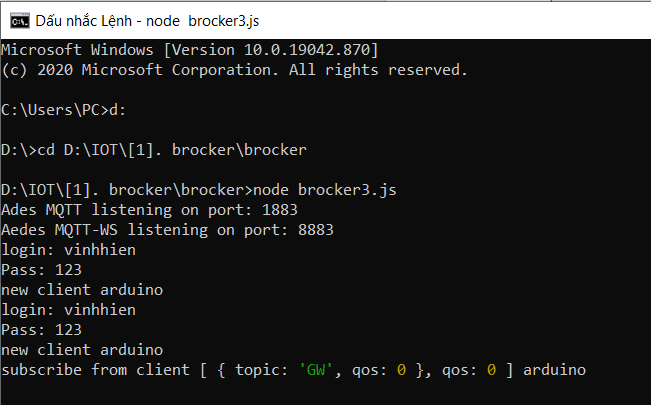 Dấu nhắc Lệnh - node  brocker3.js
Microsoft Windows [Version 10.0.19042.870]
(c) 2020 Microsoft Corporation. All rights reserved.
C:\Users\PC>d:
D:\>cd D:\IOT\[1]. brocker\brocker
D:\IOT\[1]. brocker\brocker>node brocker3.js
Ades MQTT listening on port: 1883
Aedes MQTT-WS listening on port: 8883
login: vinhhien
Pass: 123
new client arduino
login: vinhhien
Pass: 123
new client arduino
subscribe from client [ { topic: 'GW', qos: 0 }, qos: 0 ] arduino